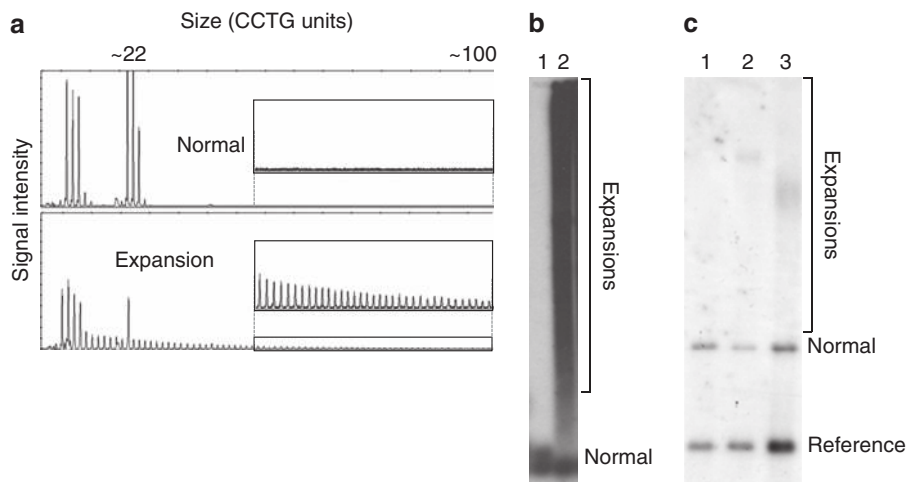 a
Size (CCTG units)
~22
~100
Signal intensity
Normal
Expansion
b
1 2
Expansions
Normal
c
1 2 3
Expansions
Normal
Reference